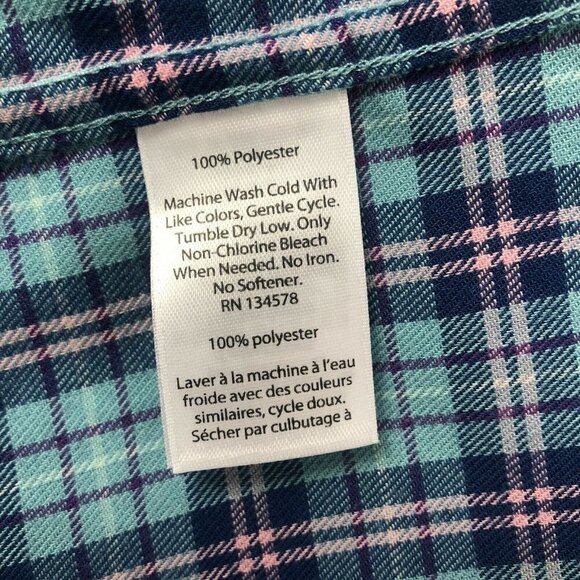 100% Polyester
Machine Wash Cold With
Like Colors, Gentle Cycle.
Tumble Dry Low. Only
Non-Chlorine Bleach
When Needed. No Iron.
No Softener.
RN 134578
100% polyester
Laver à la machine à l'eau
froide avec des couleurs
similaires, cycle doux.
Sécher par culbutage à